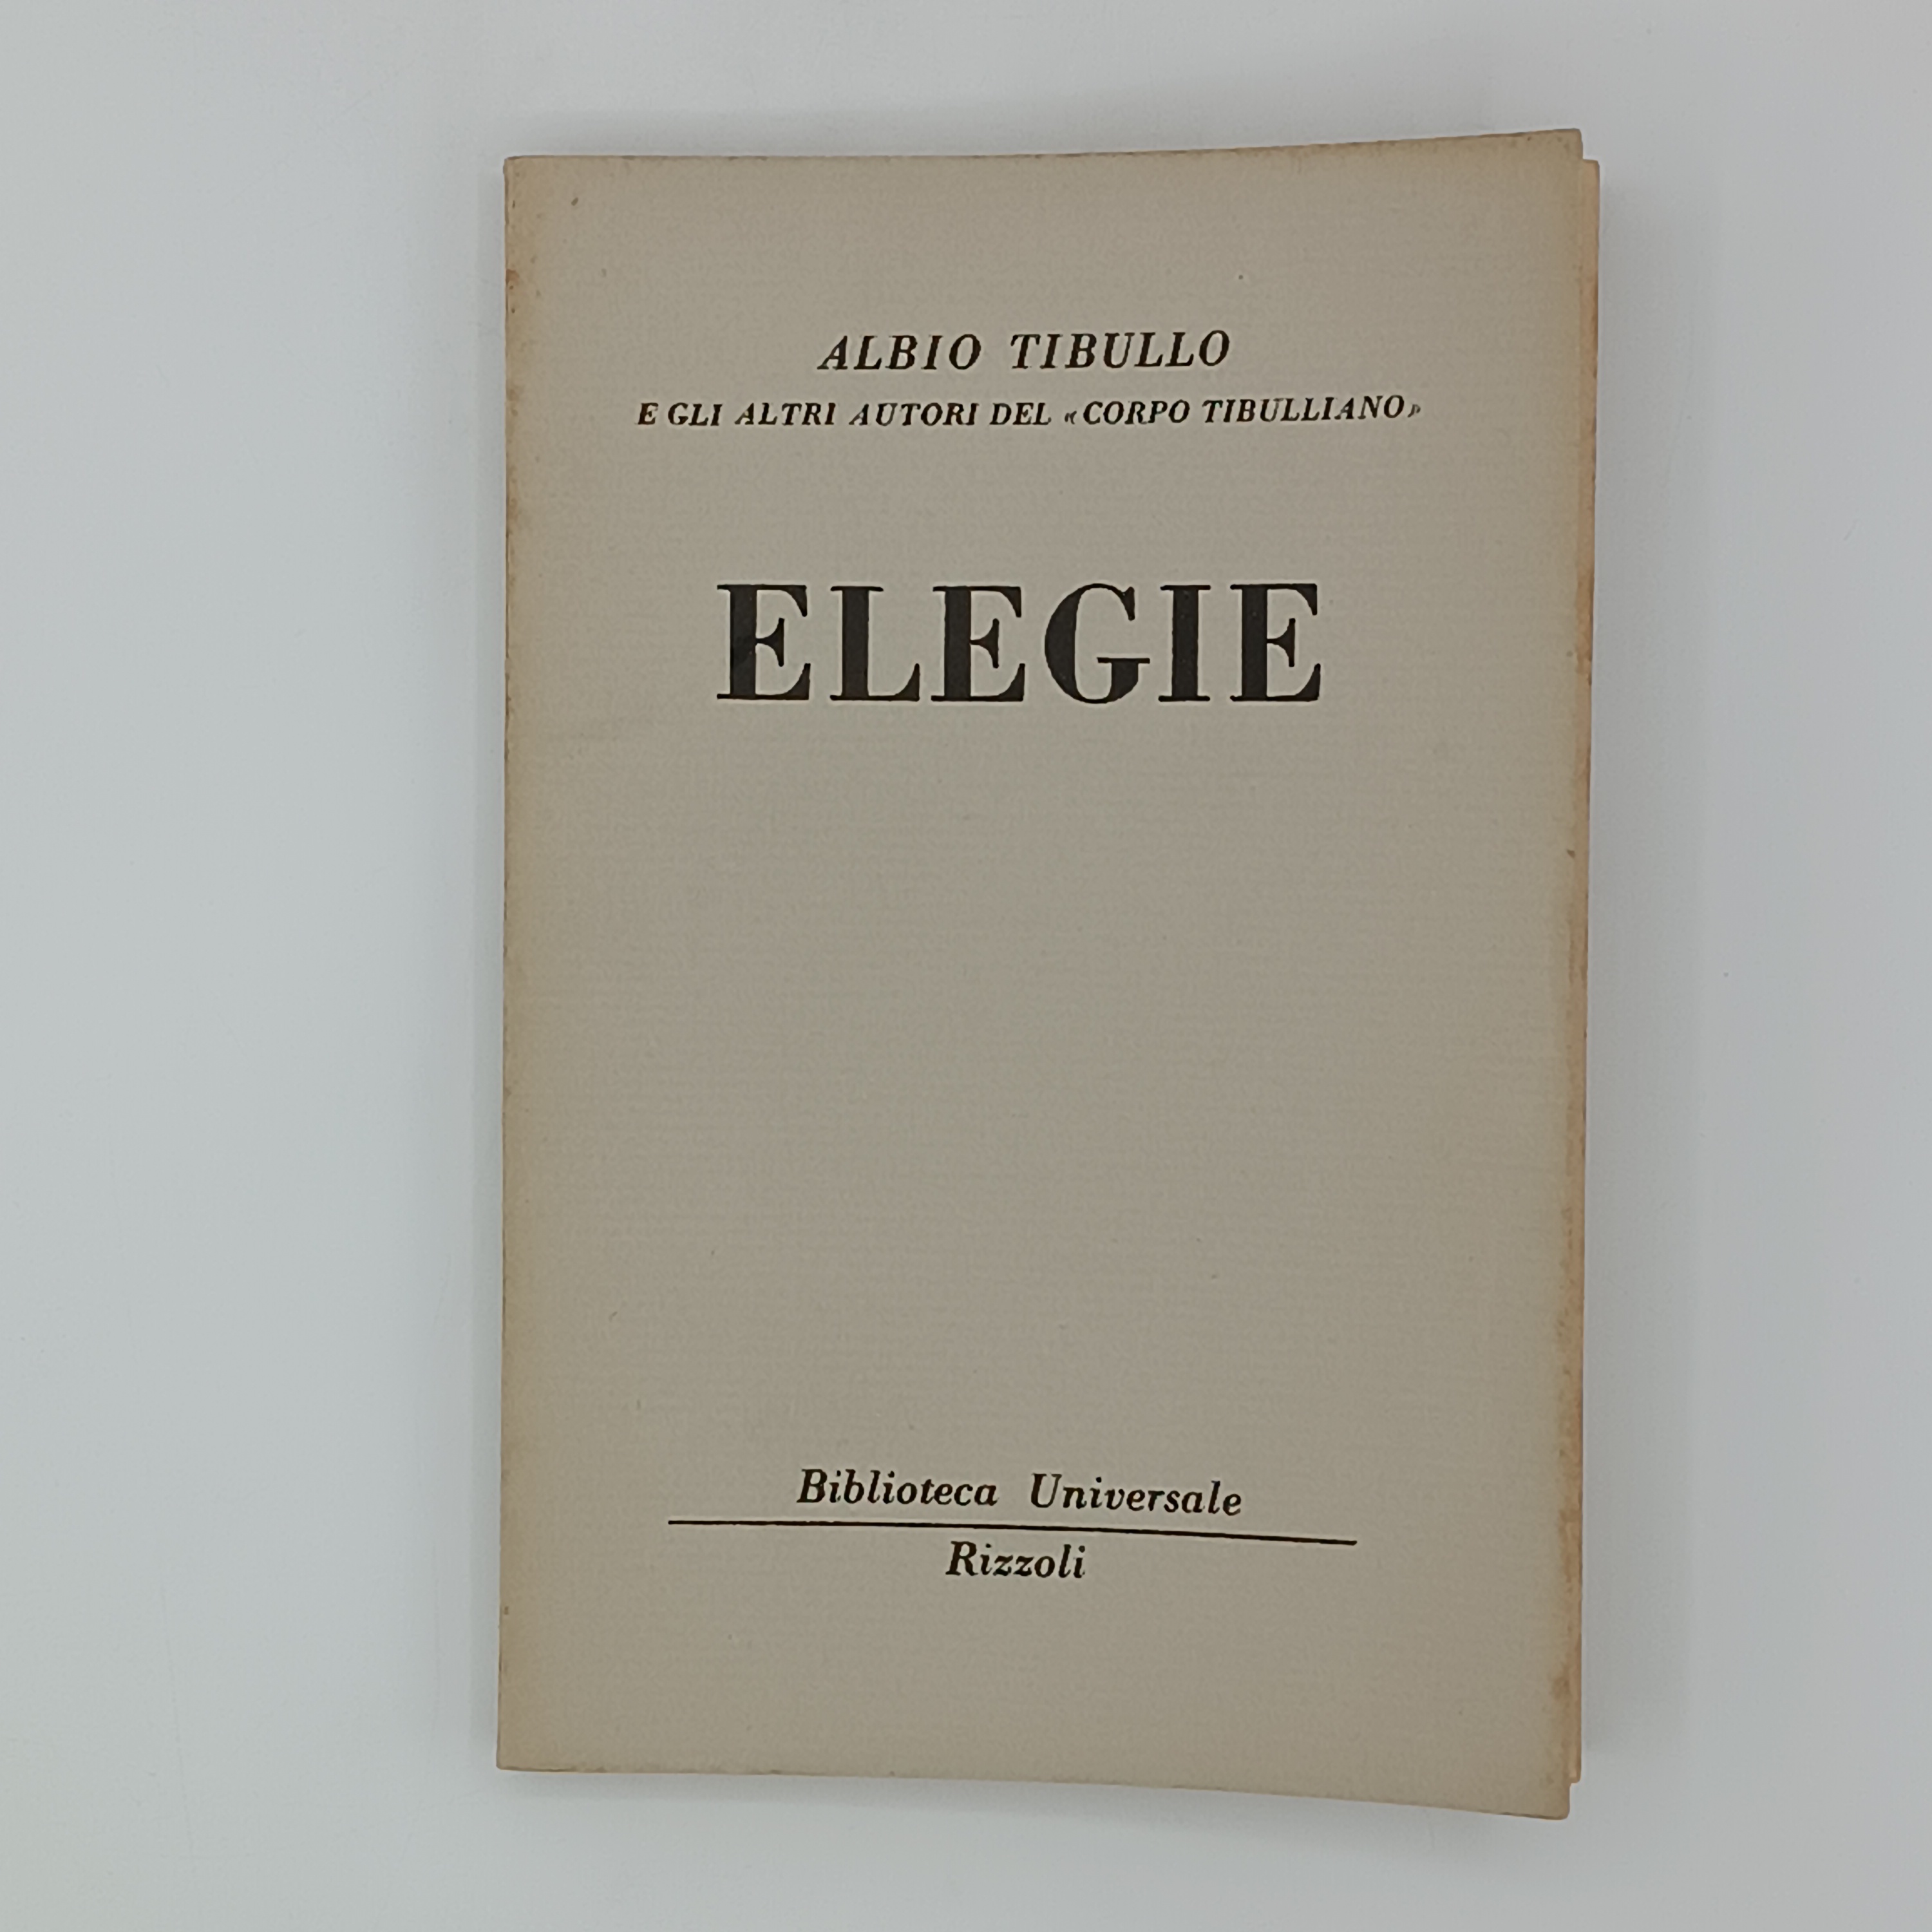 ALBIO TIBULLO
E GLI ALTRI AUTORI DEL «CORPO TIBULLIANO»
ELEGIE
Biblioteca Universale
Rizzoli